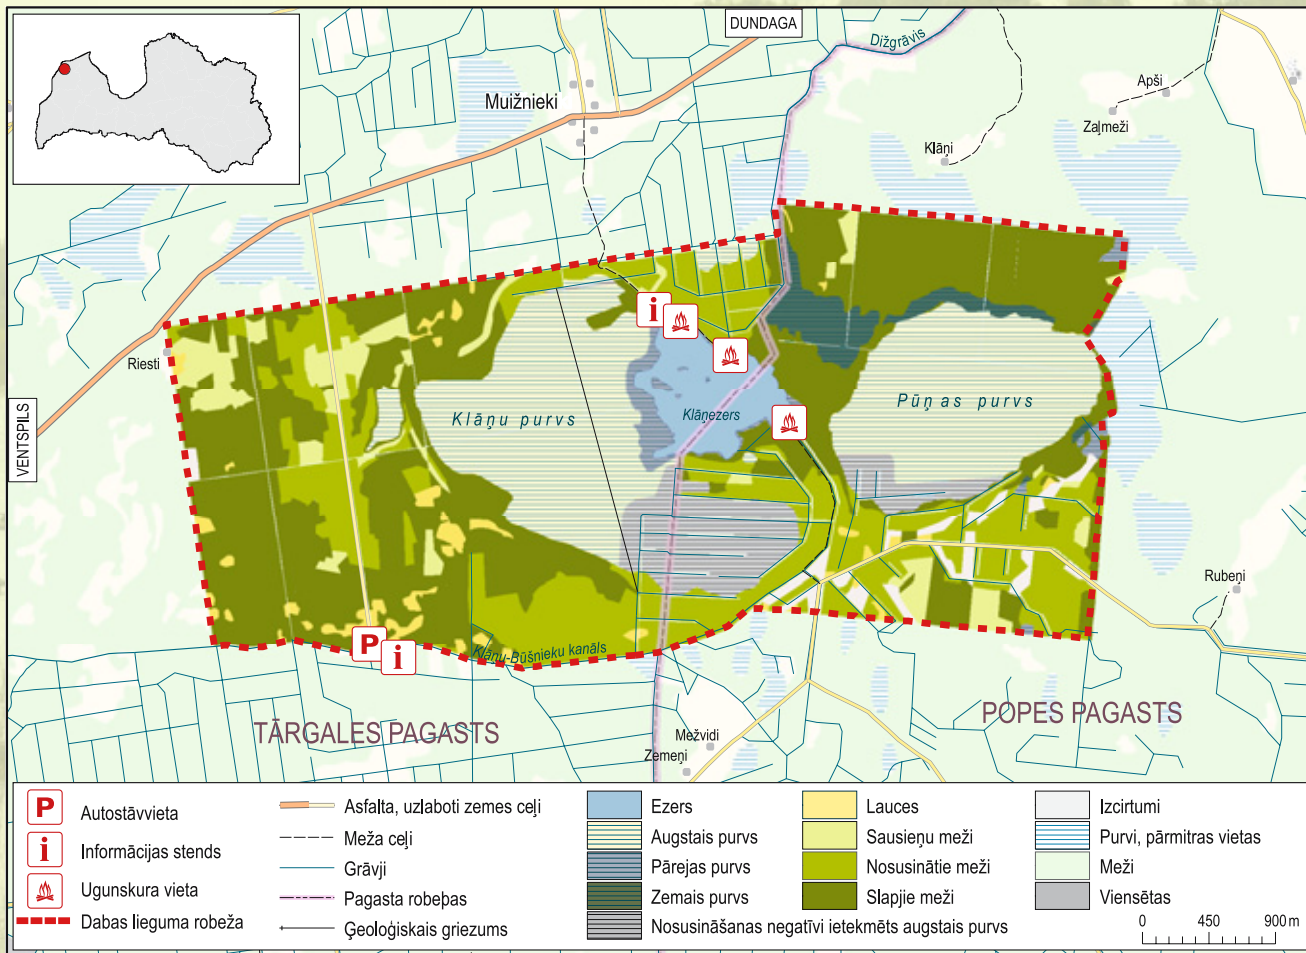 DUNDAGA
Dižgrāvis
Apši
Muižnieki
Zaļmeži
Klāņi
Riesti
VENTSPILS
Klāņu purvs
Klāņezers
Pūņas purvs
Rubeņi
Klāņu-Būšnieku kanāls
P
i
i
TĀRGALES PAGASTS
POPES PAGASTS
Mežvidi
Zemeņi
P Autostāvvieta
i Informācijas stends
Ugunskura vieta
Dabas lieguma robeža
Asfalta, uzlaboti zemes ceļi
Meža ceļi
Grāvji
Pagasta robeþas
Ģeoloģiskais griezums
Ezers
Augstais purvs
Pārejas purvs
Zemais purvs
Nosusināšanas negatīvi ietekmēts augstais purvs
Lauces
Sausieņu meži
Nosusinātie meži
Slapjie meži
Izcirtumi
Purvi, pārmitras vietas
Meži
Viensētas
0 450 900 m